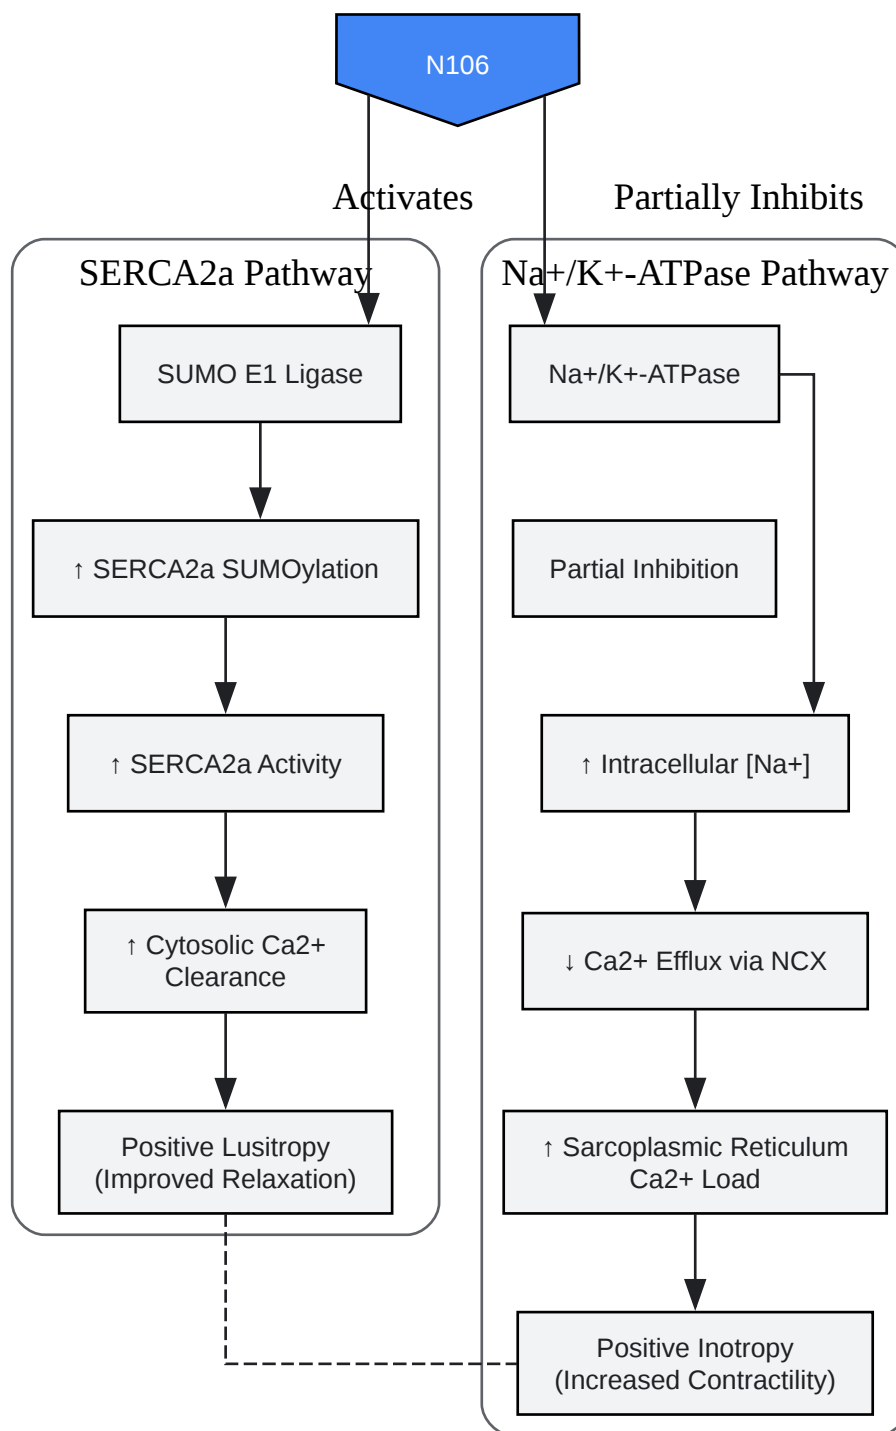 N106
Activates
Partially Inhibits
SERCA2a Pathway
SUMO E1 Ligase
↑ SERCA2a SUMOylation
↑ SERCA2a Activity
↑ Cytosolic Ca2+
Clearance
Positive Lusitropy
(Improved Relaxation)
Na+/K+-ATPase Pathway
Na+/K+-ATPase
Partial Inhibition
↑ Intracellular [Na+]
↓ Ca2+ Efflux via NCX
↑ Sarcoplasmic Reticulum
Ca2+ Load
Positive Inotropy
(Increased Contractility)